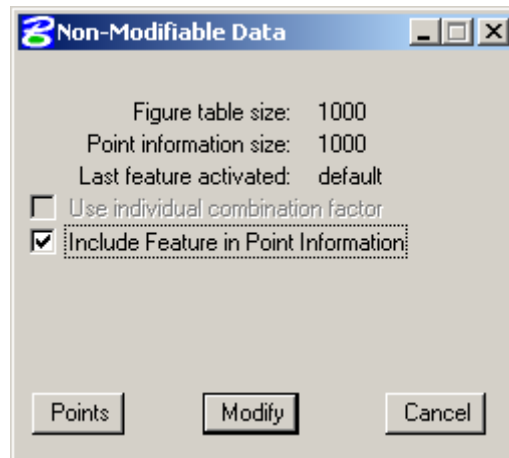 Non-Modifiable Data
Figure table size: 1000
Point information size: 1000
Last feature activated: default
Use individual combination factor
Include Feature in Point Information
Points Modify Cancel